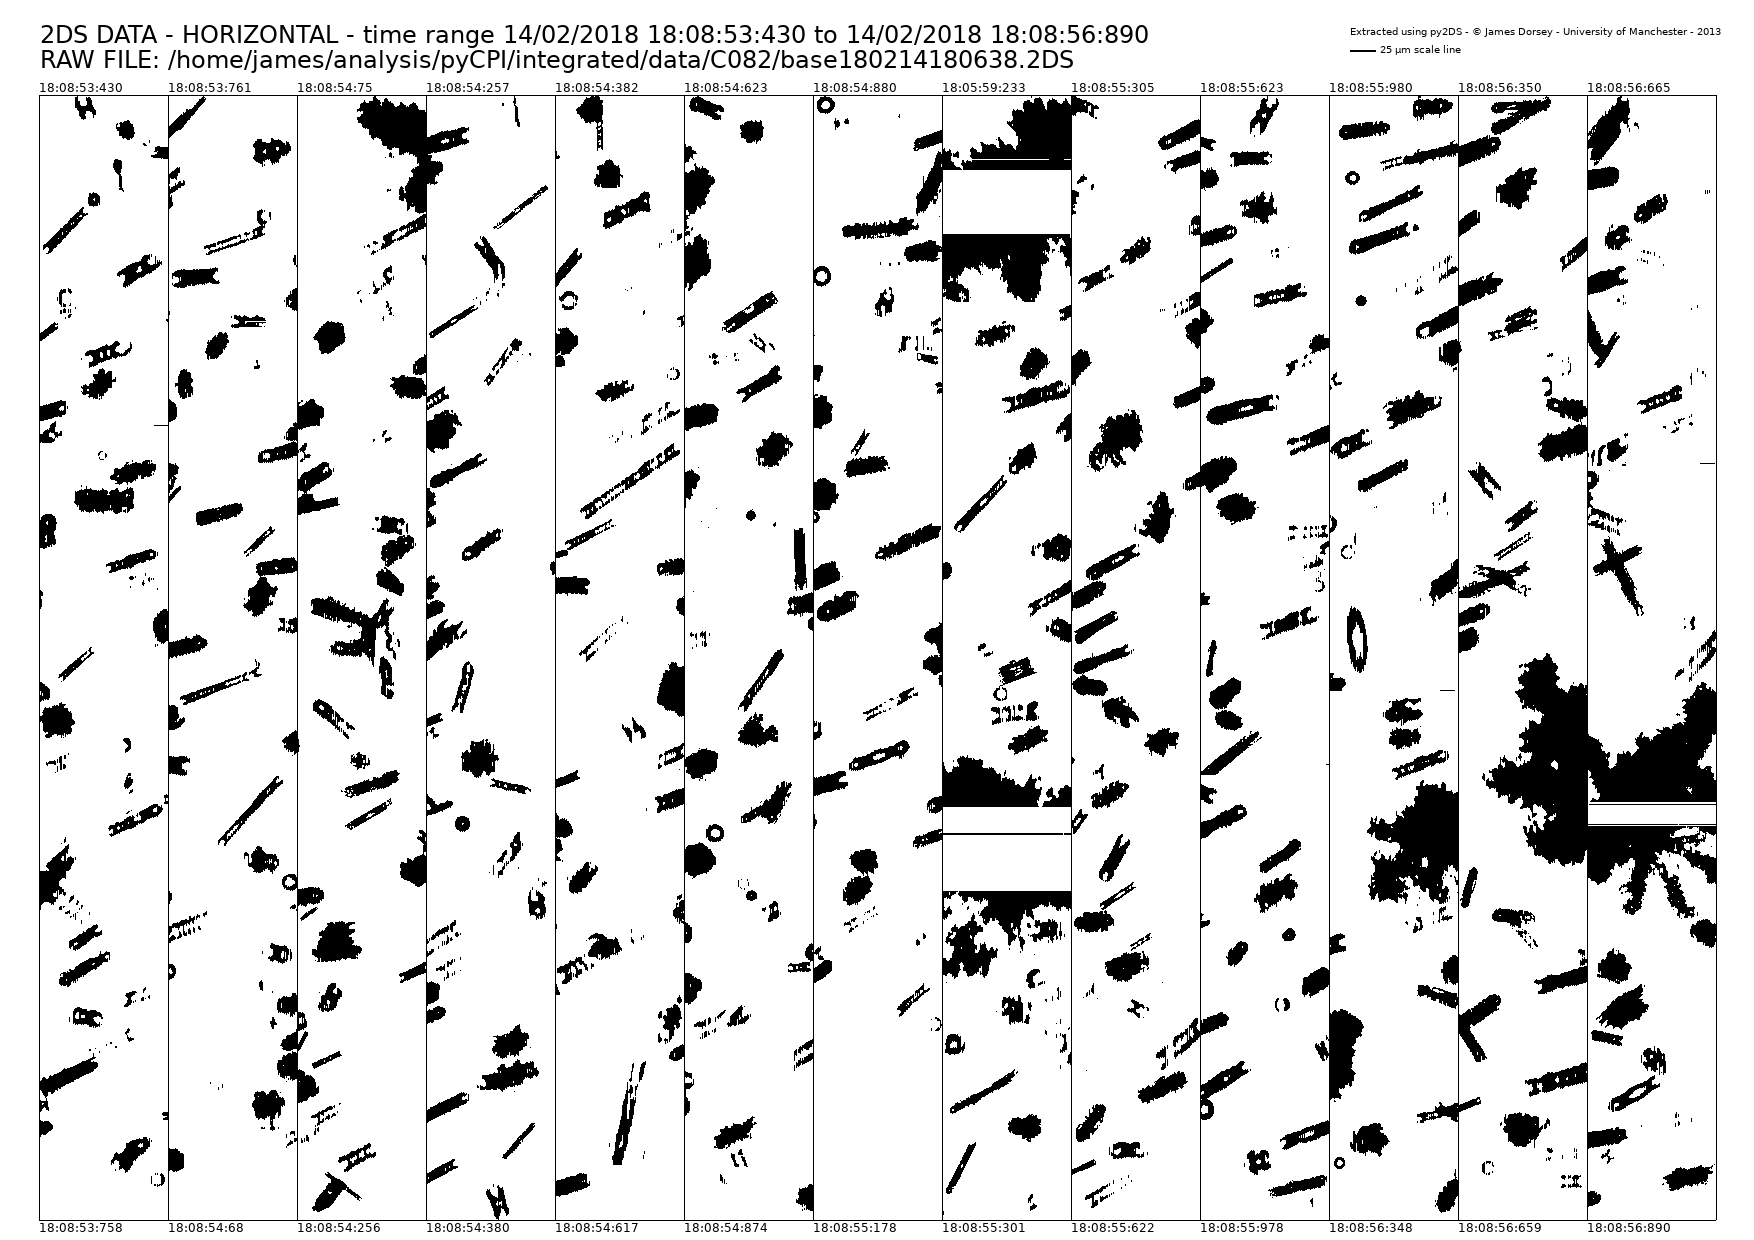 2DS DATA - HORIZONTAL - time range 14/02/2018 18:08:53:430 to 14/02/2018 18:08:56:890
RAW FILE: /home/james/analysis/pyCPI/integrated/data/C082/base180214180638.2DS
Extracted using py2DS - © James Dorsey - University of Manchester - 2013
25 µm scale line
18:08:53:430 18:08:53:761 18:08:54:75 18:08:54:257 18:08:54:382 18:08:54:623 18:08:54:880 18:05:59:233 18:08:55:305 18:08:55:623 18:08:55:980 18:08:56:350 18:08:56:665
18:08:53:758 18:08:54:68 18:08:54:256 18:08:54:380 18:08:54:617 18:08:54:874 18:08:55:178 18:08:55:301 18:08:55:622 18:08:55:978 18:08:56:348 18:08:56:659 18:08:56:890